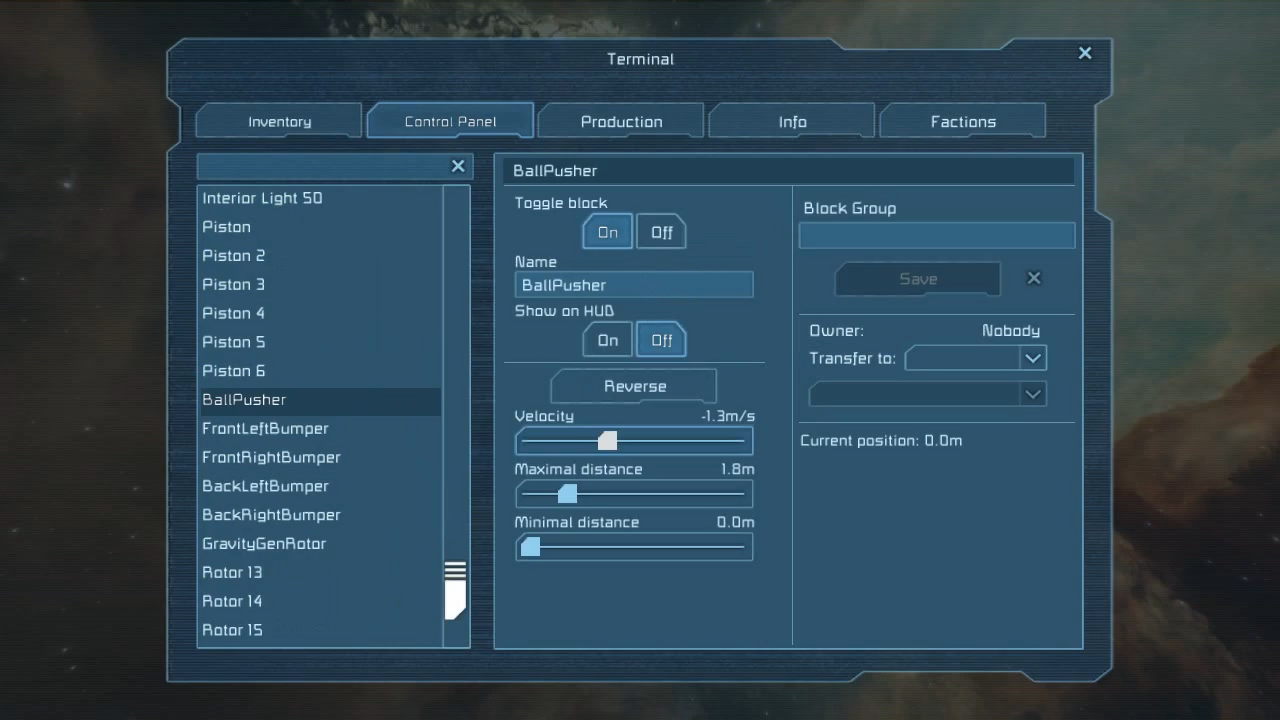 Terminal
Inventory
Control Panel
Production
Info
Factions
Interior Light 50
Piston
Piston 2
Piston 3
Piston 4
Piston 5
Piston 6
BallPusher
FrontLeftBumper
FrontRightBumper
BackLeftBumper
BackRightBumper
GravityGenRotor
Rotor 13
Rotor 14
Rotor 15
BallPusher
Toggle block
On Off
Name
BallPusher
Show on HUD
On Off
Reverse
Velocity -1.3m/s
Maximal distance 1.8m
Minimal distance 0.0m
Block Group
Save
Owner: Nobody
Transfer to:
Current position: 0.0m